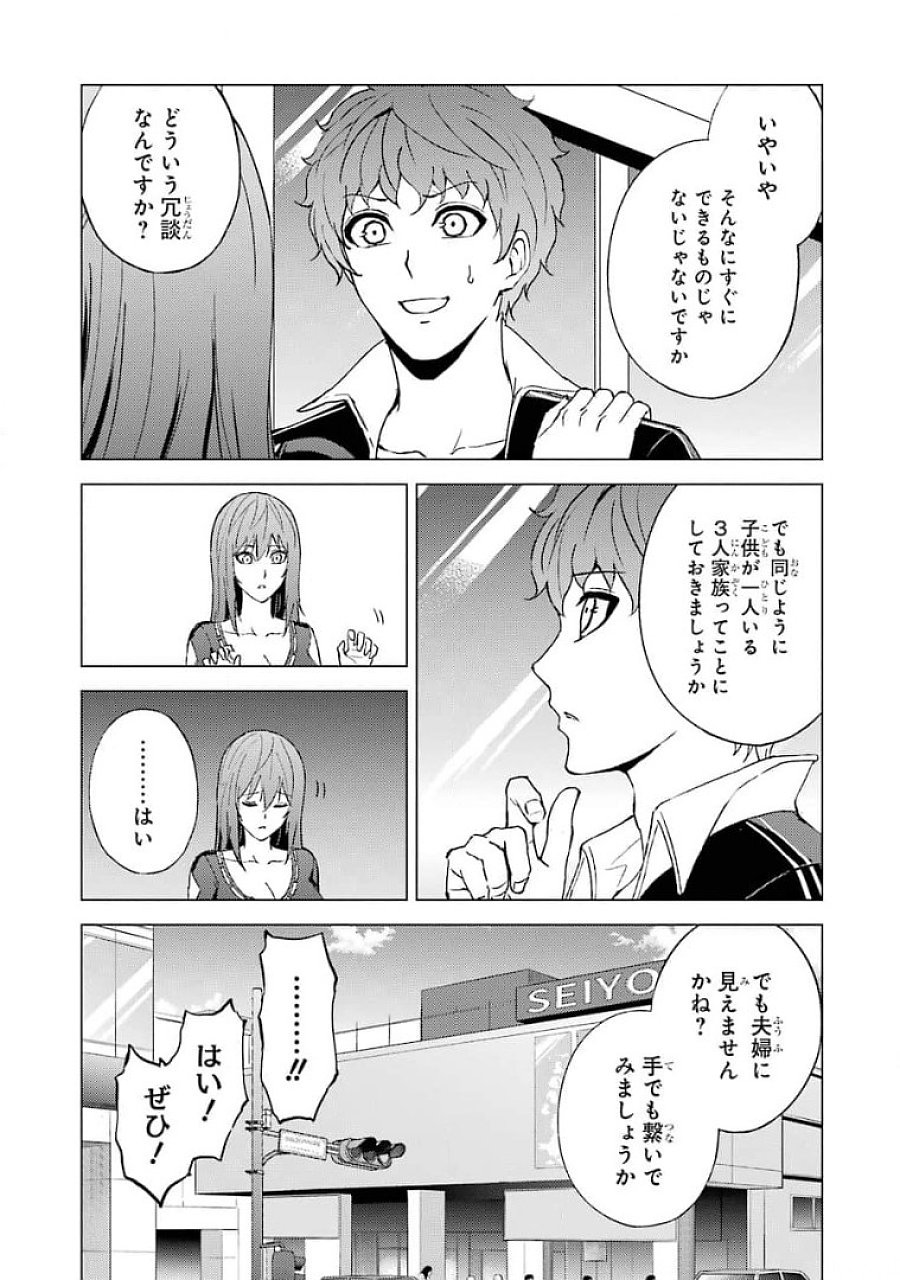 いやいや
そんなにすぐに
できるものじゃ
ないじゃないですか
どういう冗談
なんですか?
でも同じように
子供が一人いる
3人家族ってことに
しておきましょうか
………はい
でも夫婦に
見えません
かね?
手でも繋いで
みましょうか
SEIYO
………!!
はい!
ぜひ!